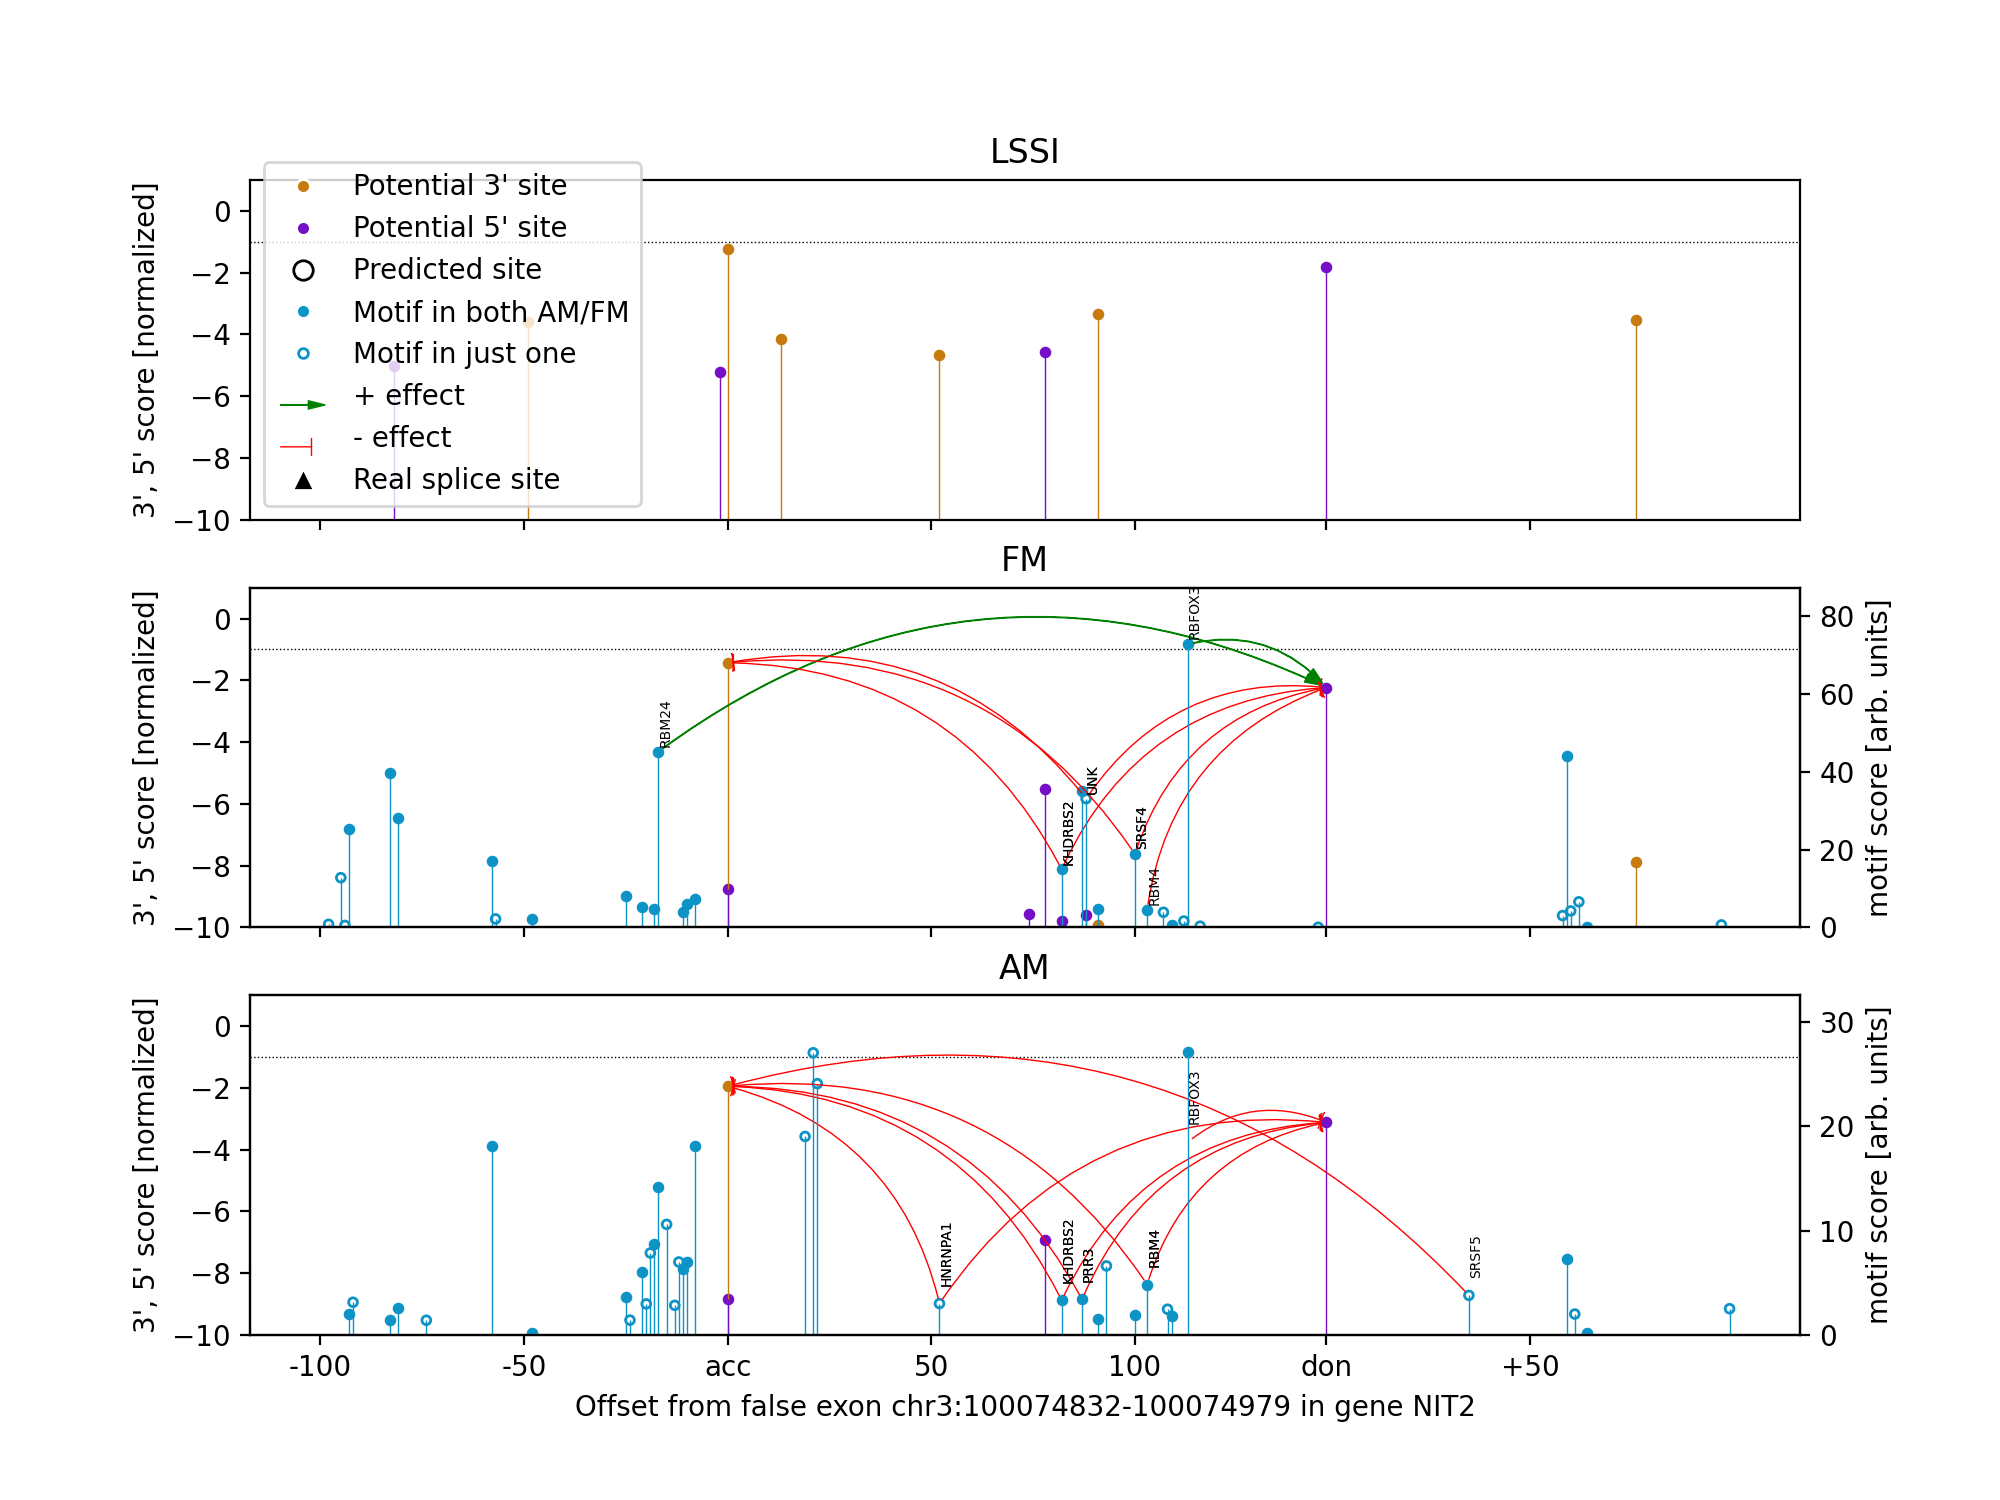 LSSI
3', 5' score [normalized]
0
−2
−4
−6
−8
−10
Potential 3' site
Potential 5' site
Predicted site
Motif in both AM/FM
Motif in just one
+ effect
- effect
Real splice site
FM
3', 5' score [normalized]
0
−2
−4
−6
−8
−10
RBM24
KHDRBS2
UNK
SRSF4
RBM4
RBFOX3
80
60
40
20
0
motif score [arb. units]
AM
3', 5' score [normalized]
0
−2
−4
−6
−8
−10
HNRNPA1
KHDRBS2
PRR3
RBM4
RBFOX3
SRSF5
30
20
10
0
motif score [arb. units]
-100 -50 acc 50 100 don +50
Offset from false exon chr3:100074832-100074979 in gene NIT2